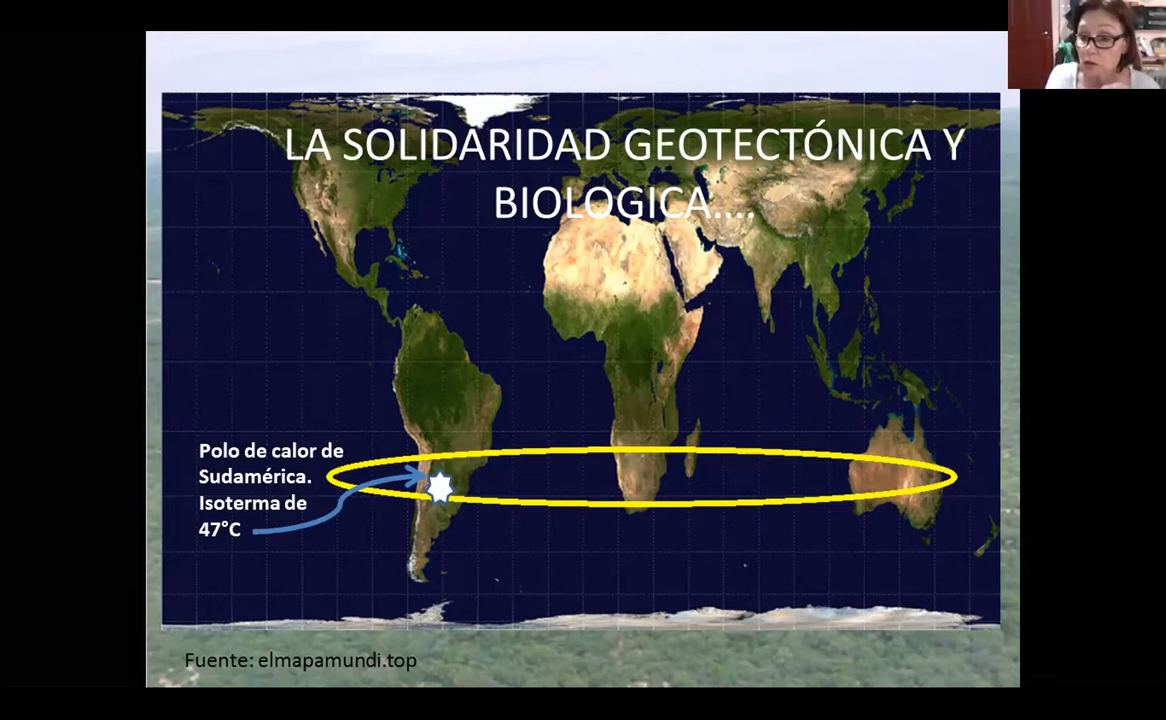 LA SOLIDARIDAD GEOTECTÓNICA Y
BIOLOGICA....
Polo de calor de
Sudamérica.
Isoterma de
47°C
Fuente: elmapamundi.top